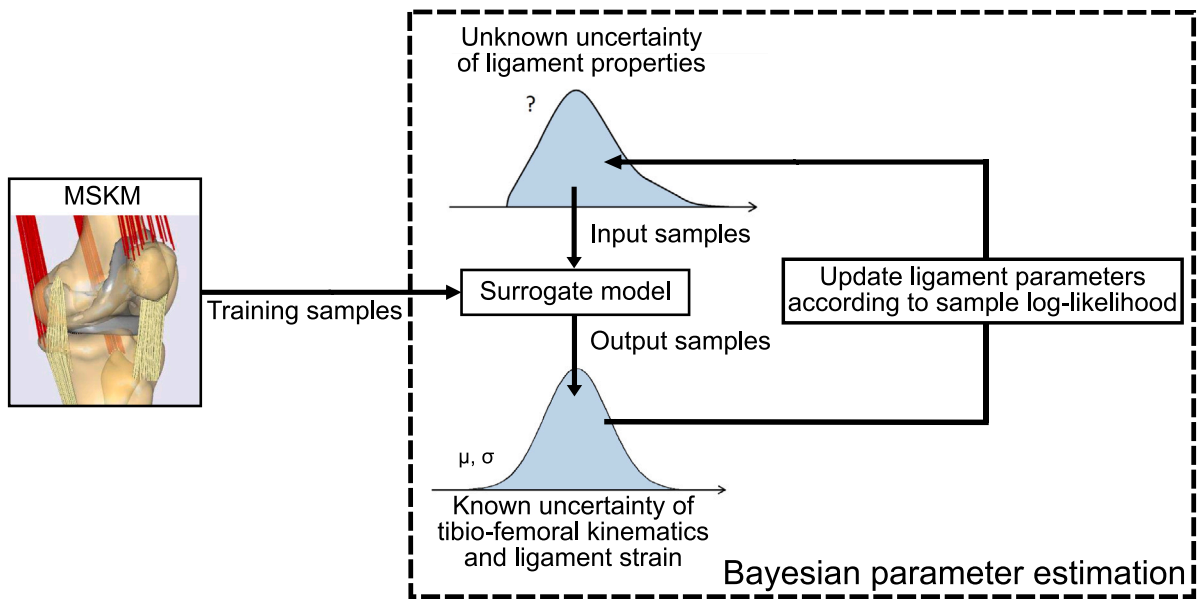 Unknown uncertainty
of ligament properties
?
MSKM
Input samples
Training samples
Surrogate model
Update ligament parameters
according to sample log-likelihood
Output samples
μ, σ
Known uncertainty of
tibio-femoral kinematics
and ligament strain
Bayesian parameter estimation